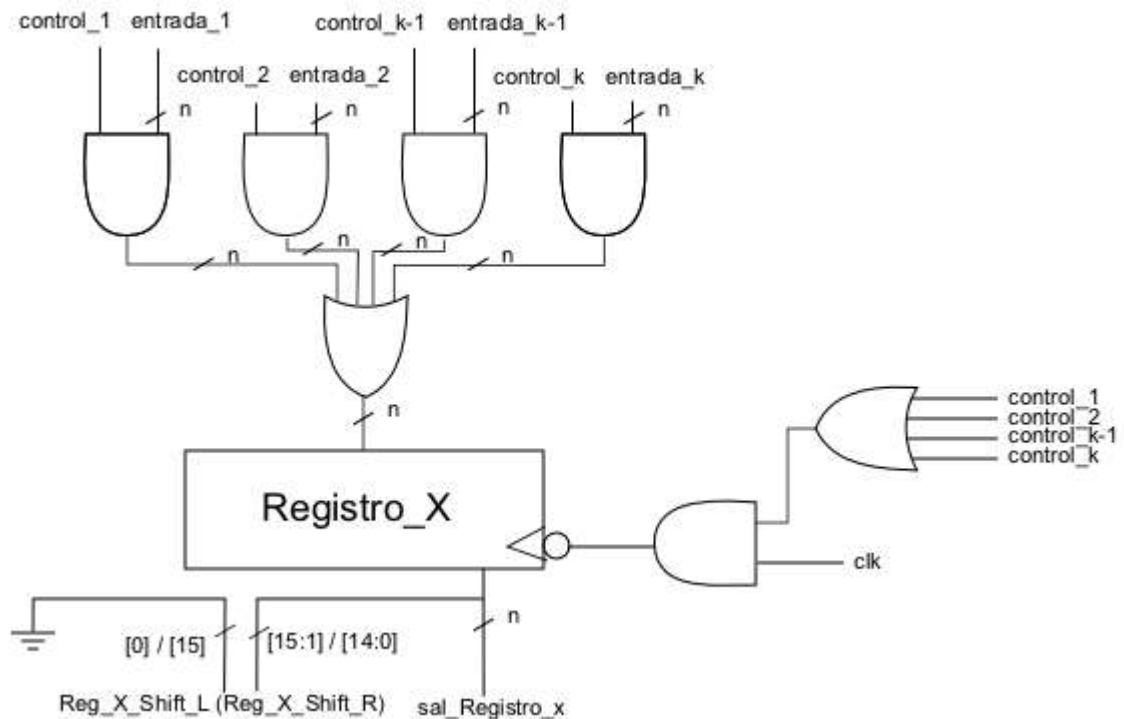 control_1 entrada_1
control_k-1 entrada_k-1
control_2 entrada_2
control_k entrada_k
n
n
n
n
n
n
n
n
n
control_1
control_2
control_k-1
control_k
Registro_X
clk
n
[0] / [15]
[15:1] / [14:0]
Reg_X_Shift_L (Reg_X_Shift_R)
sal_Registro_x